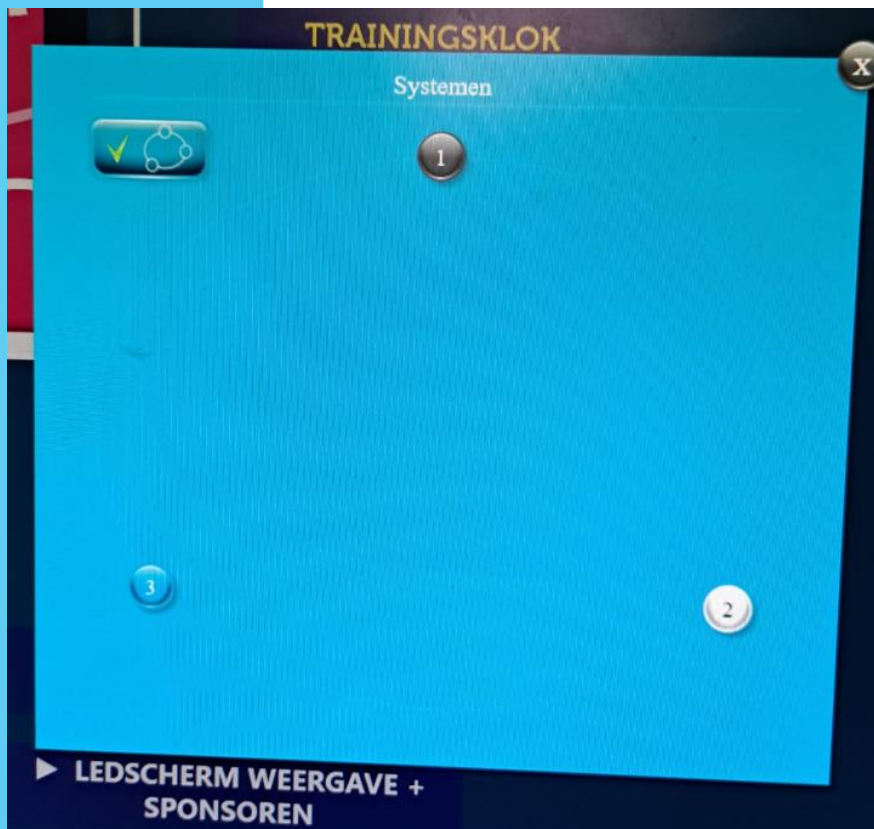 TRAININGSKLOK
X
Systemen
1
3
2
LEDSCHERM WEERGAVE +
SPONSOREN